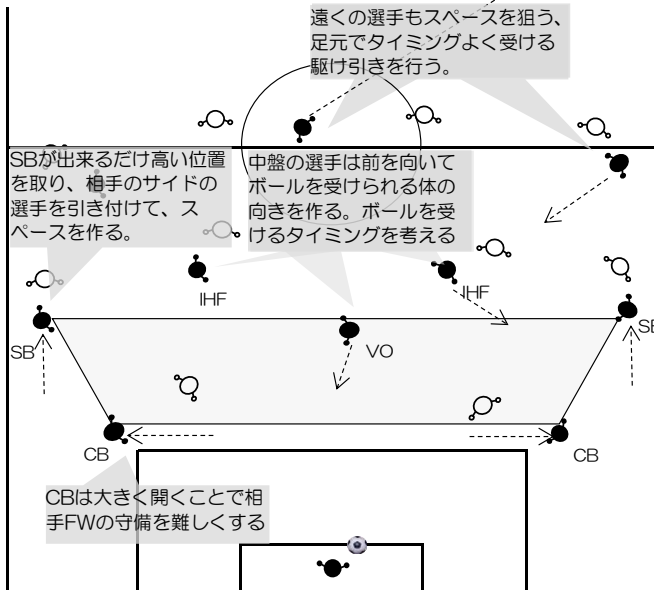 遠くの選手もスペースを狙う、
足元でタイミングよく受ける
駆け引きを行う。
SBが出来るだけ高い位置
を取り、相手のサイドの
選手を引き付けて、ス
ペースを作る。
中盤の選手は前を向いて
ボールを受けられる体の
向きを作る。ボールを受
けるタイミングを考える
IHF
IHF
SB
VO
SB
CB
CB
CBは大きく開くことで相
手FWの守備を難しくする